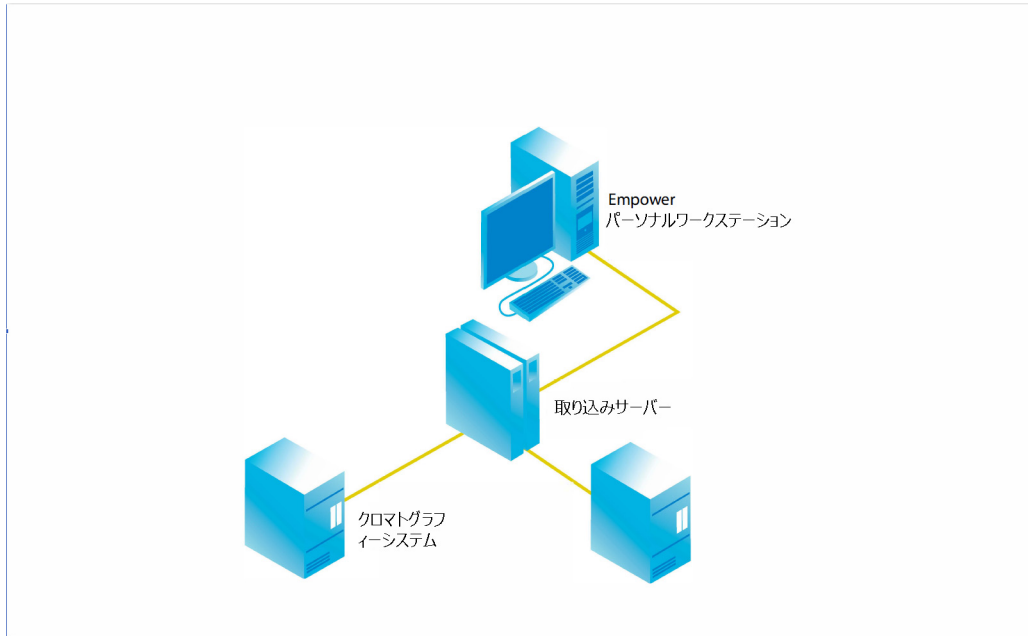 Empower
パーソナルワークステーション
取り込みサーバー
クロマトグラフ
ィーシステム